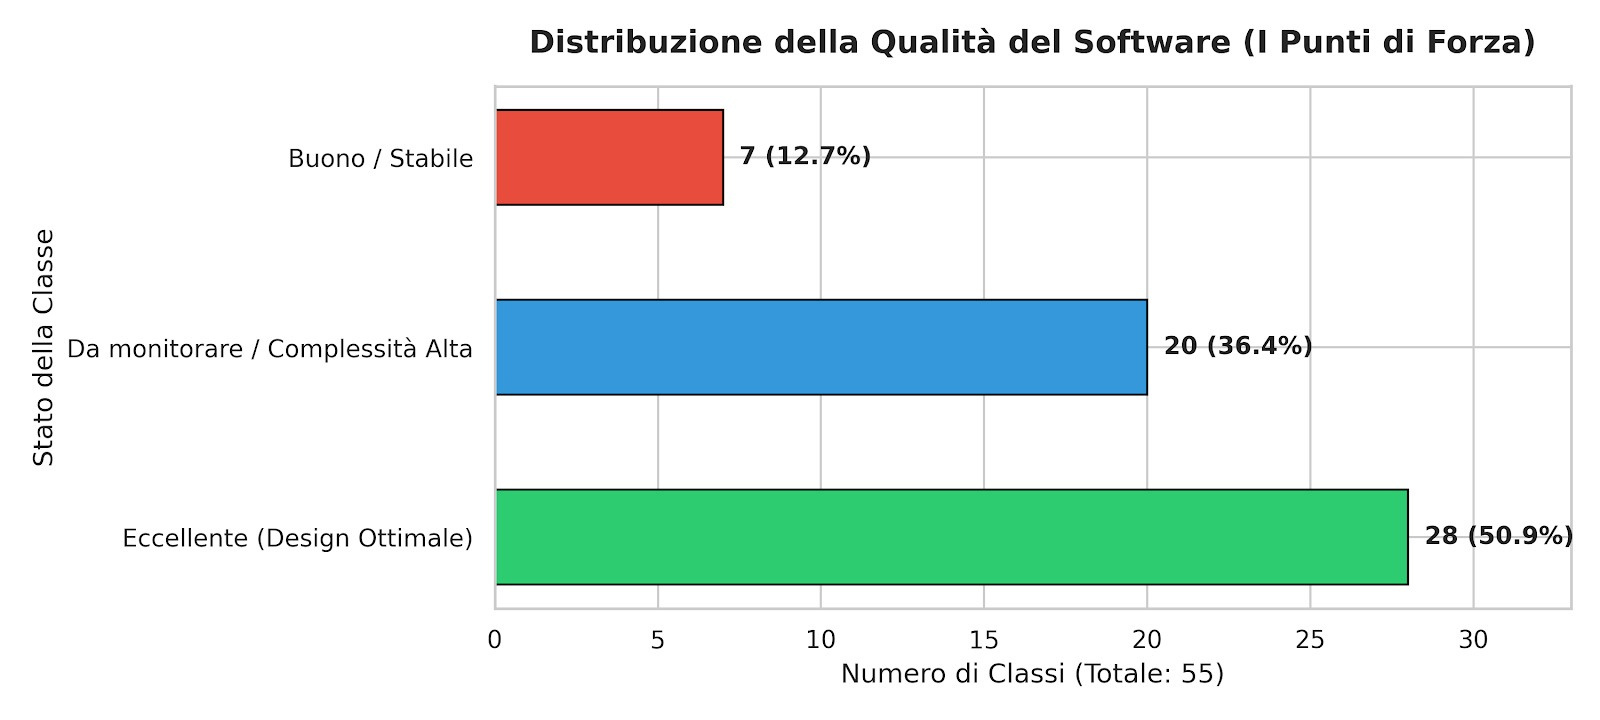 Distribuzione della Qualità del Software (I Punti di Forza)
Buono / Stabile
7 (12.7%)
Da monitorare / Complessità Alta
20 (36.4%)
Eccellente (Design Ottimale)
28 (50.9%)
Stato della Classe
0 5 10 15 20 25 30
Numero di Classi (Totale: 55)